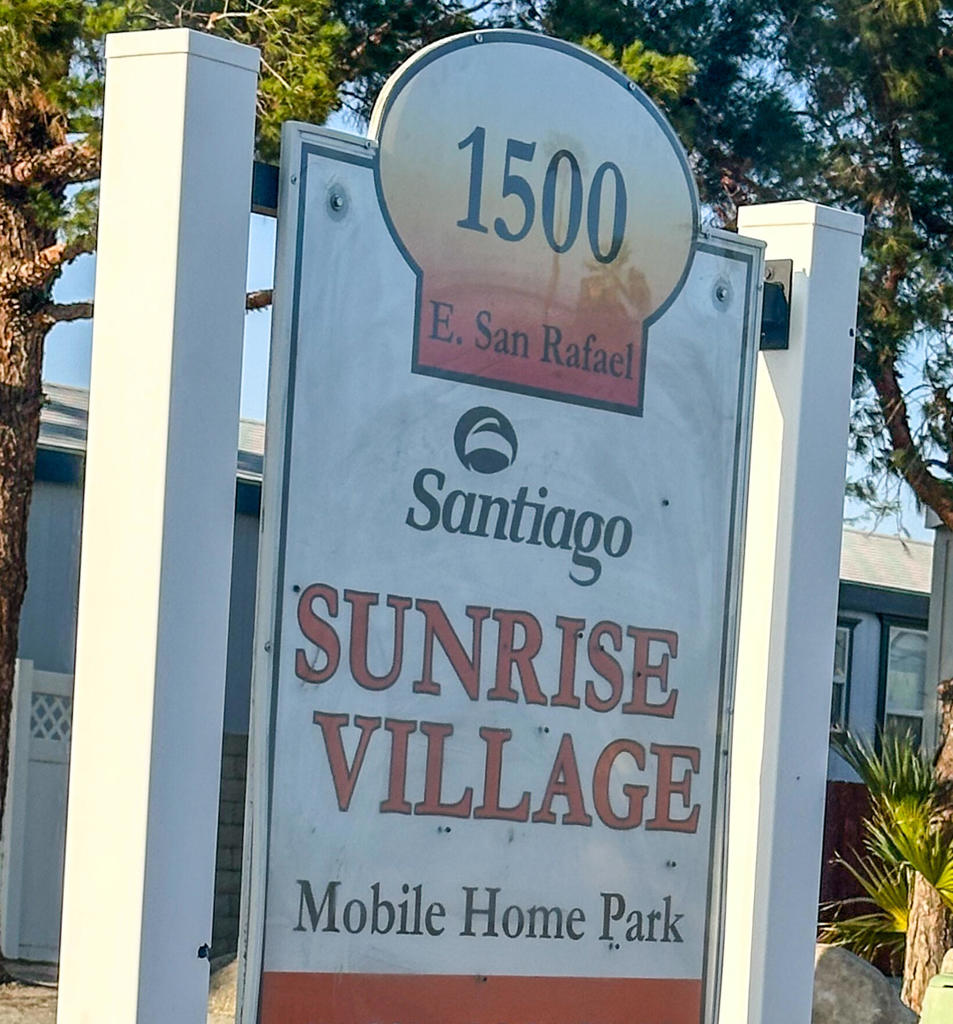 1500
E. San Rafael
Santiago
SUNRISE
VILLAGE
Mobile Home Park